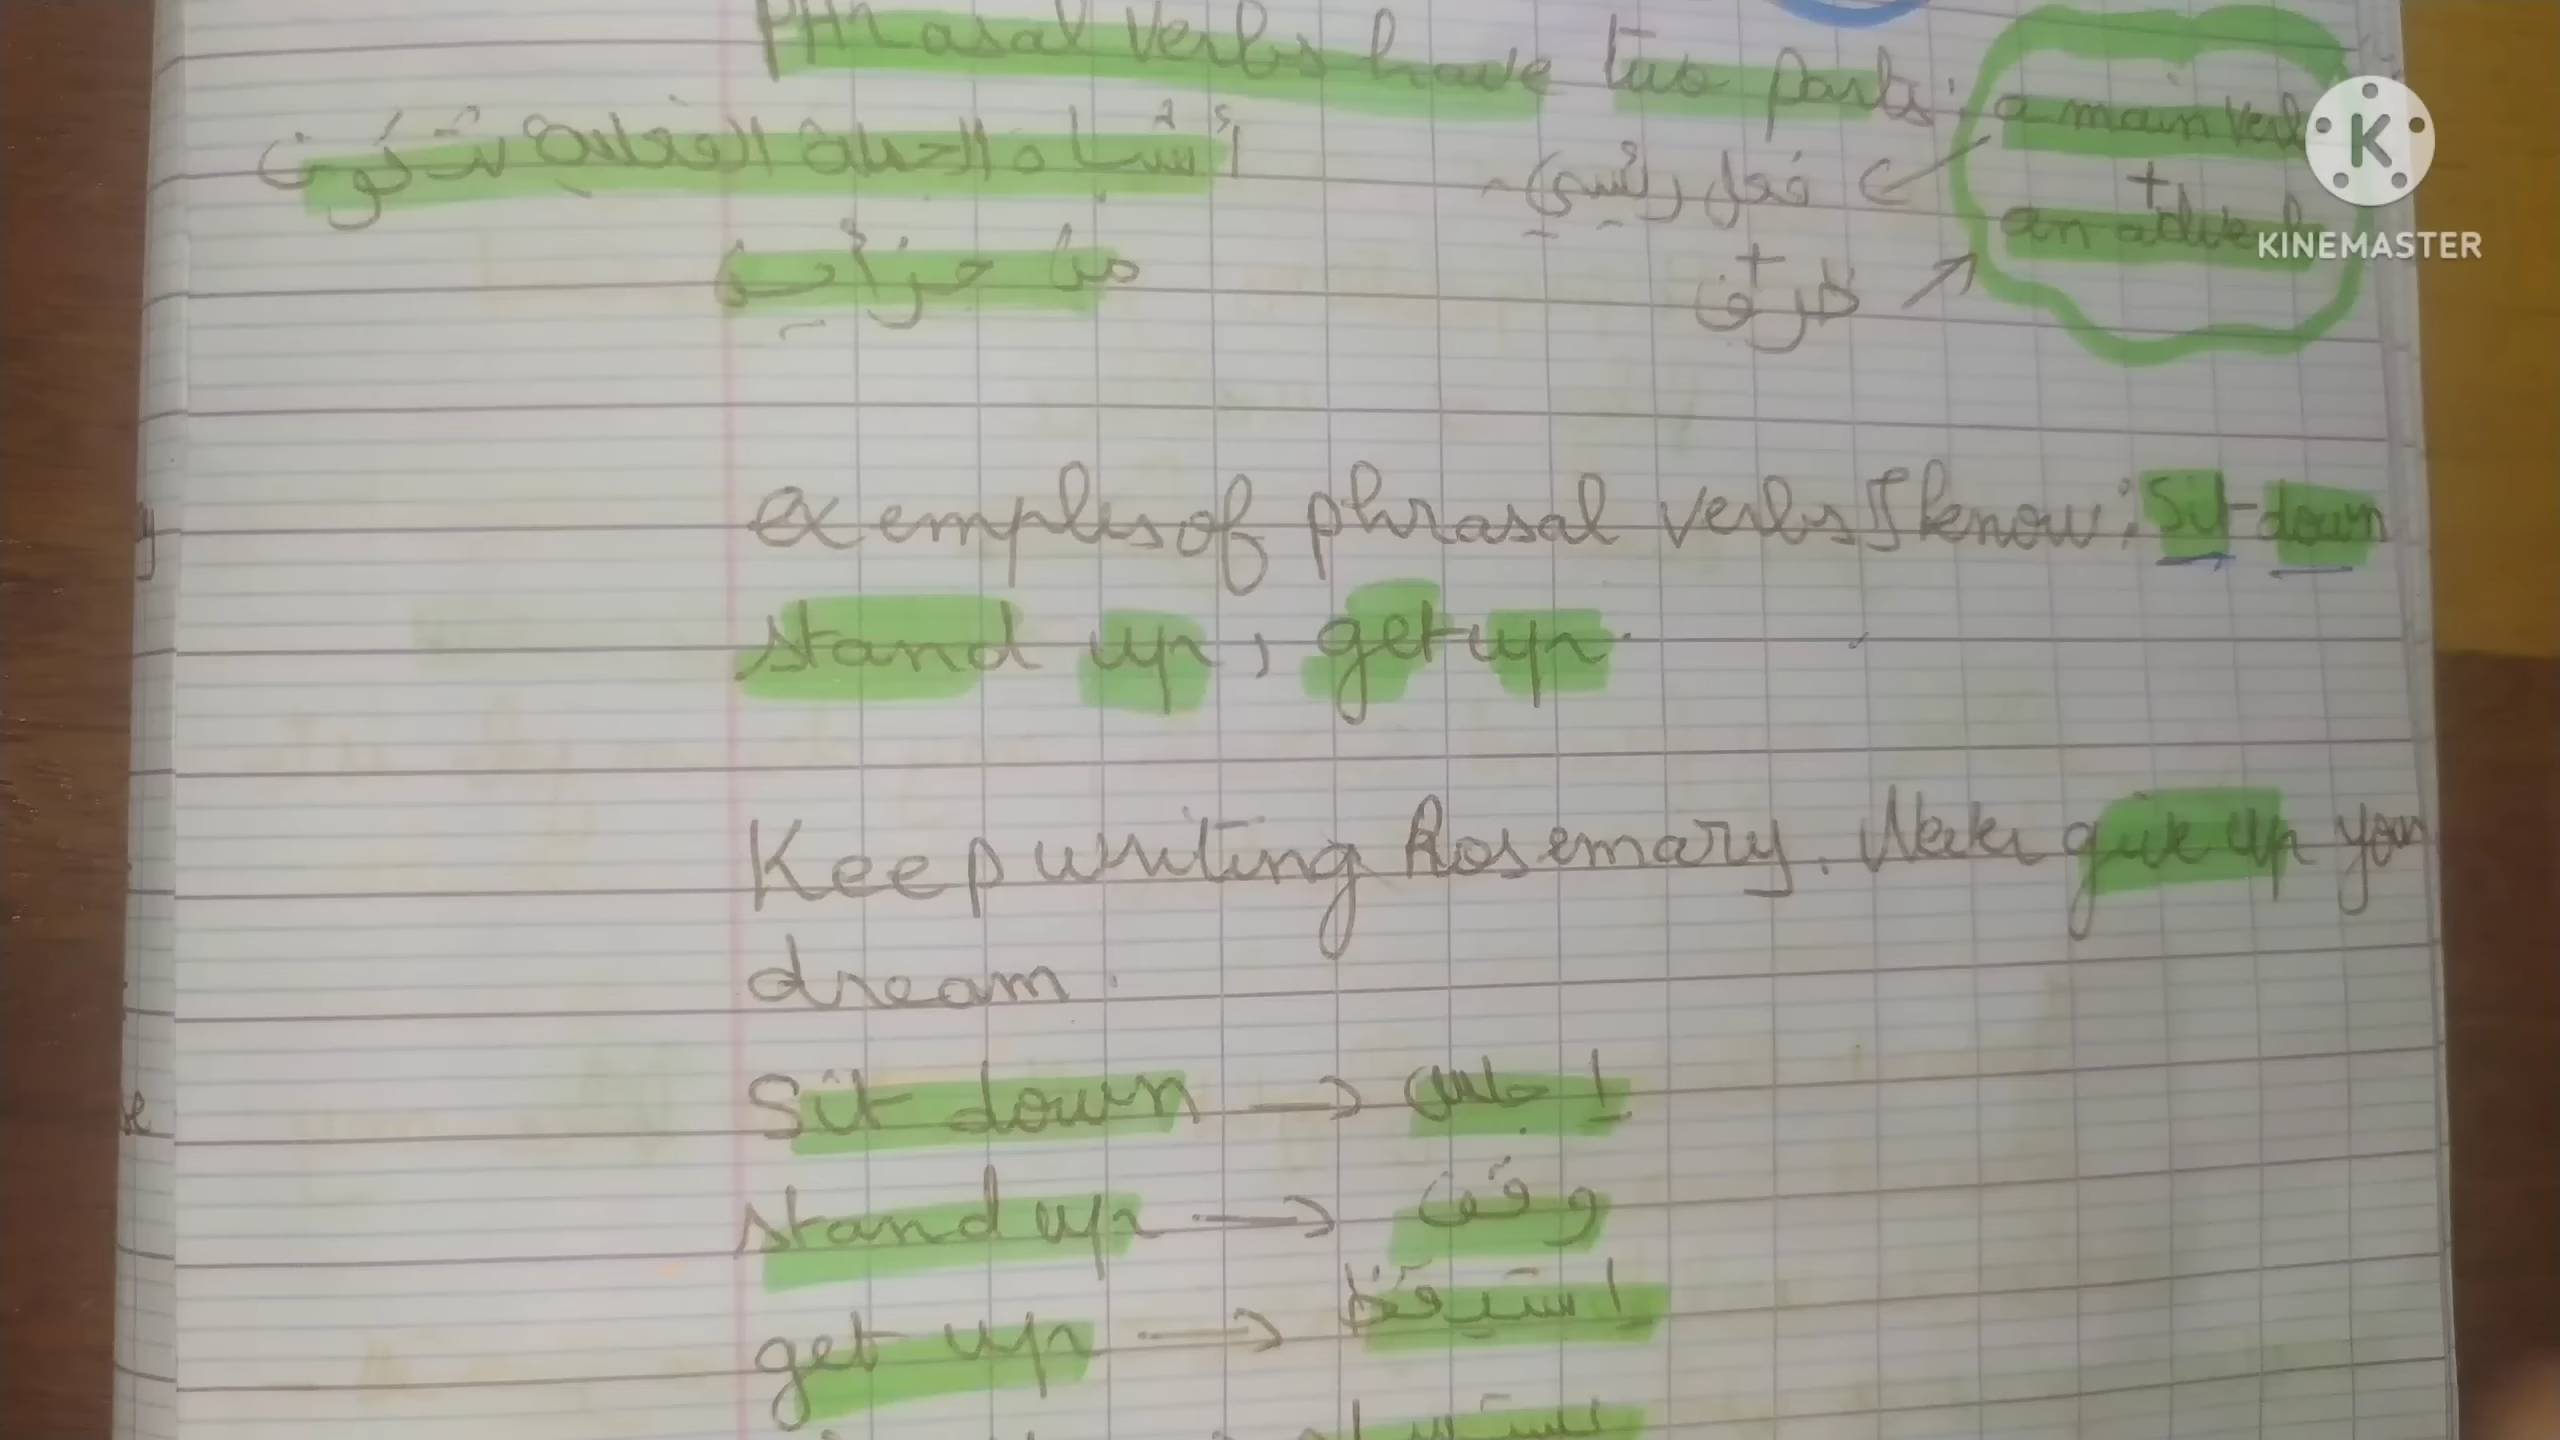 PHrasal verbs have two parts: a main verb
+
an adverb
فعل رئيسي
+
ظرف
أشباه الجملة الفعلية تتكون
من جزأين
exemples of phrasal verbs I know: Sit-down
stand up, get up.
Keep writing Rosemary. Never give up your
dream.
Sit down → اجلس
stand up → وقف
get up → استيقظ
K
KINEMASTER